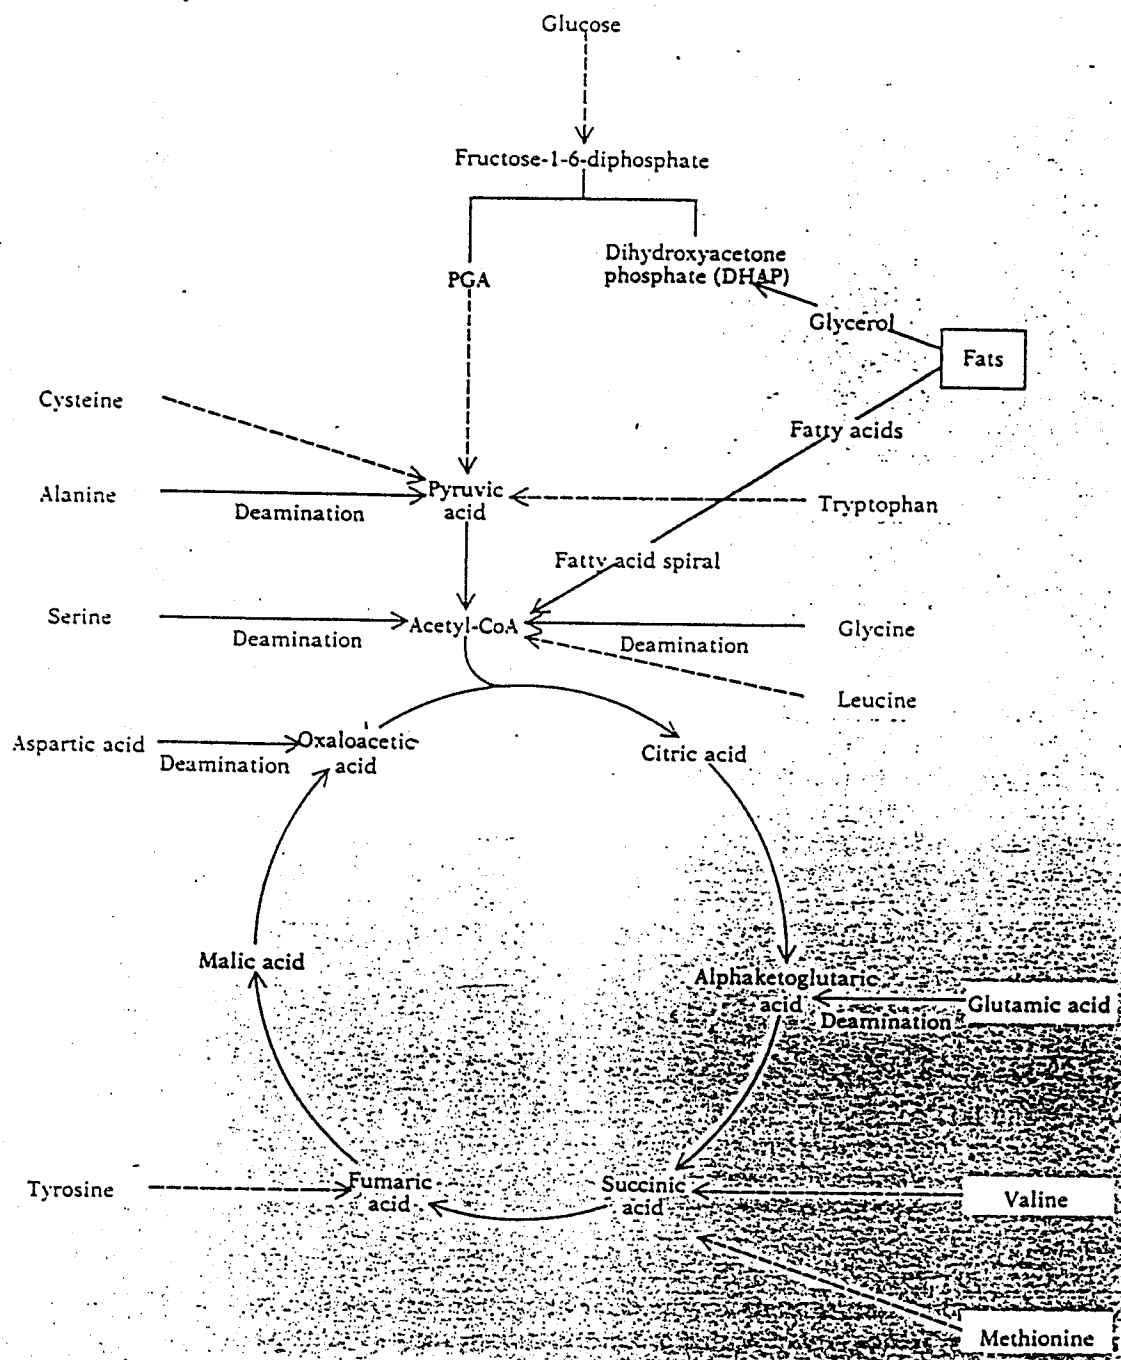 Glucose
Fructose-1-6-diphosphate
Dihydroxyacetone
phosphate (DHAP)
PGA
Glycerol
Fats
Cysteine
Fatty acids
Alanine
Deamination
Pyruvic
acid
Tryptophan
Fatty acid spiral
Serine
Deamination
Acetyl-CoA
Deamination
Glycine
Leucine
Aspartic acid
Deamination
Oxaloacetic
acid
Citric acid
Malic acid
Alphaketoglutaric
acid
Deamination
Glutamic acid
Tyrosine
Fumaric
acid
Succinic
acid
Valine
Methionine